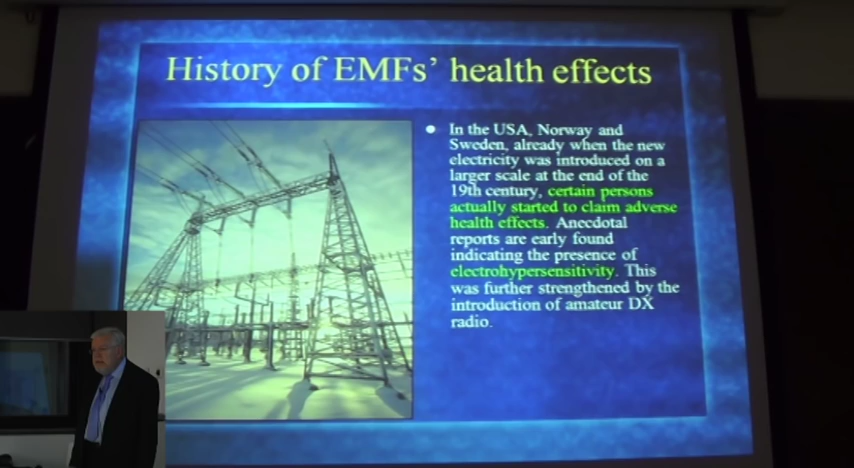 History of EMFs' health effects
In the USA, Norway and
Sweden, already when the new
electricity was introduced on a
larger scale at the end of the
19th century, certain persons
actually started to claim adverse
health effects. Anecdotal
reports are early found
indicating the presence of
electrohypersensitivity. This
was further strengthened by the
introduction of amateur DX
radio.